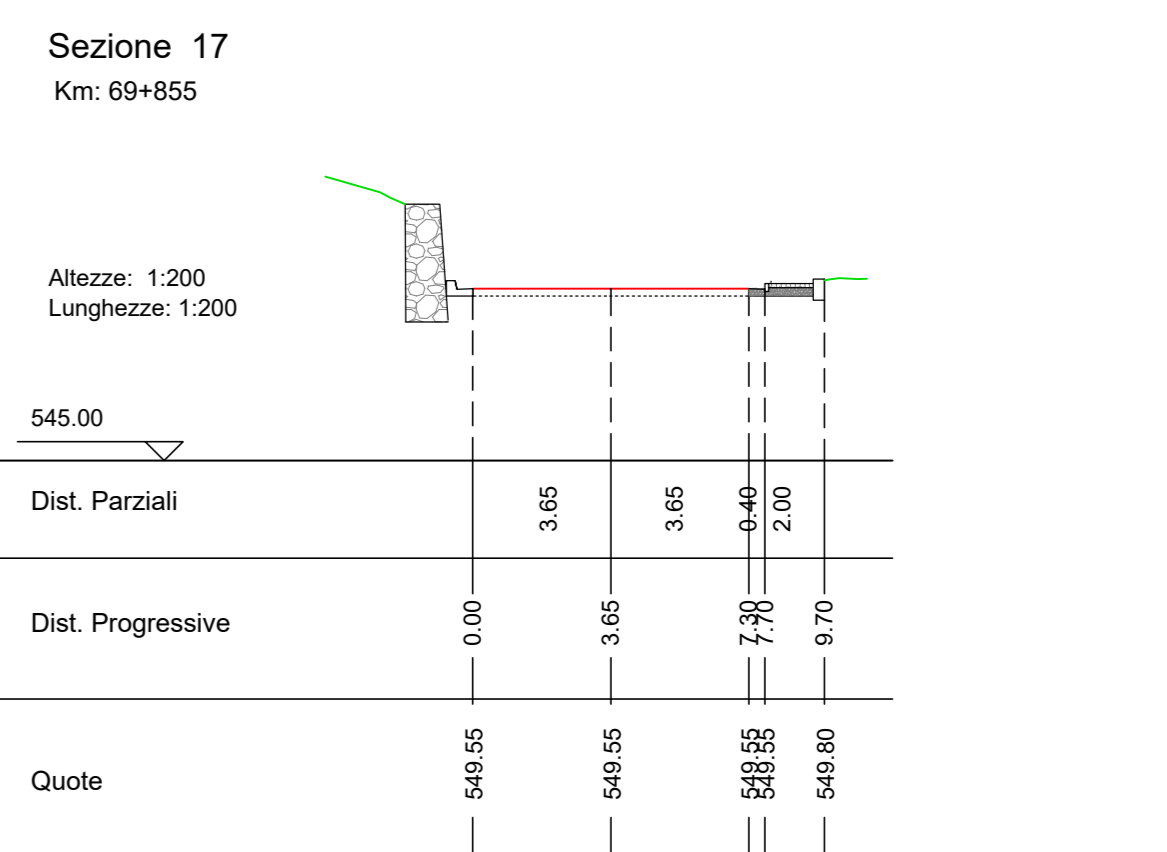 Sezione 17
Km: 69+855
Altezze: 1:200
Lunghezze: 1:200
545.00
Dist. Parziali
3.65
3.65
0.40
2.00
Dist. Progressive
0.00
3.65
7.30
7.70
9.70
Quote
549.55
549.55
549.55
549.55
549.80